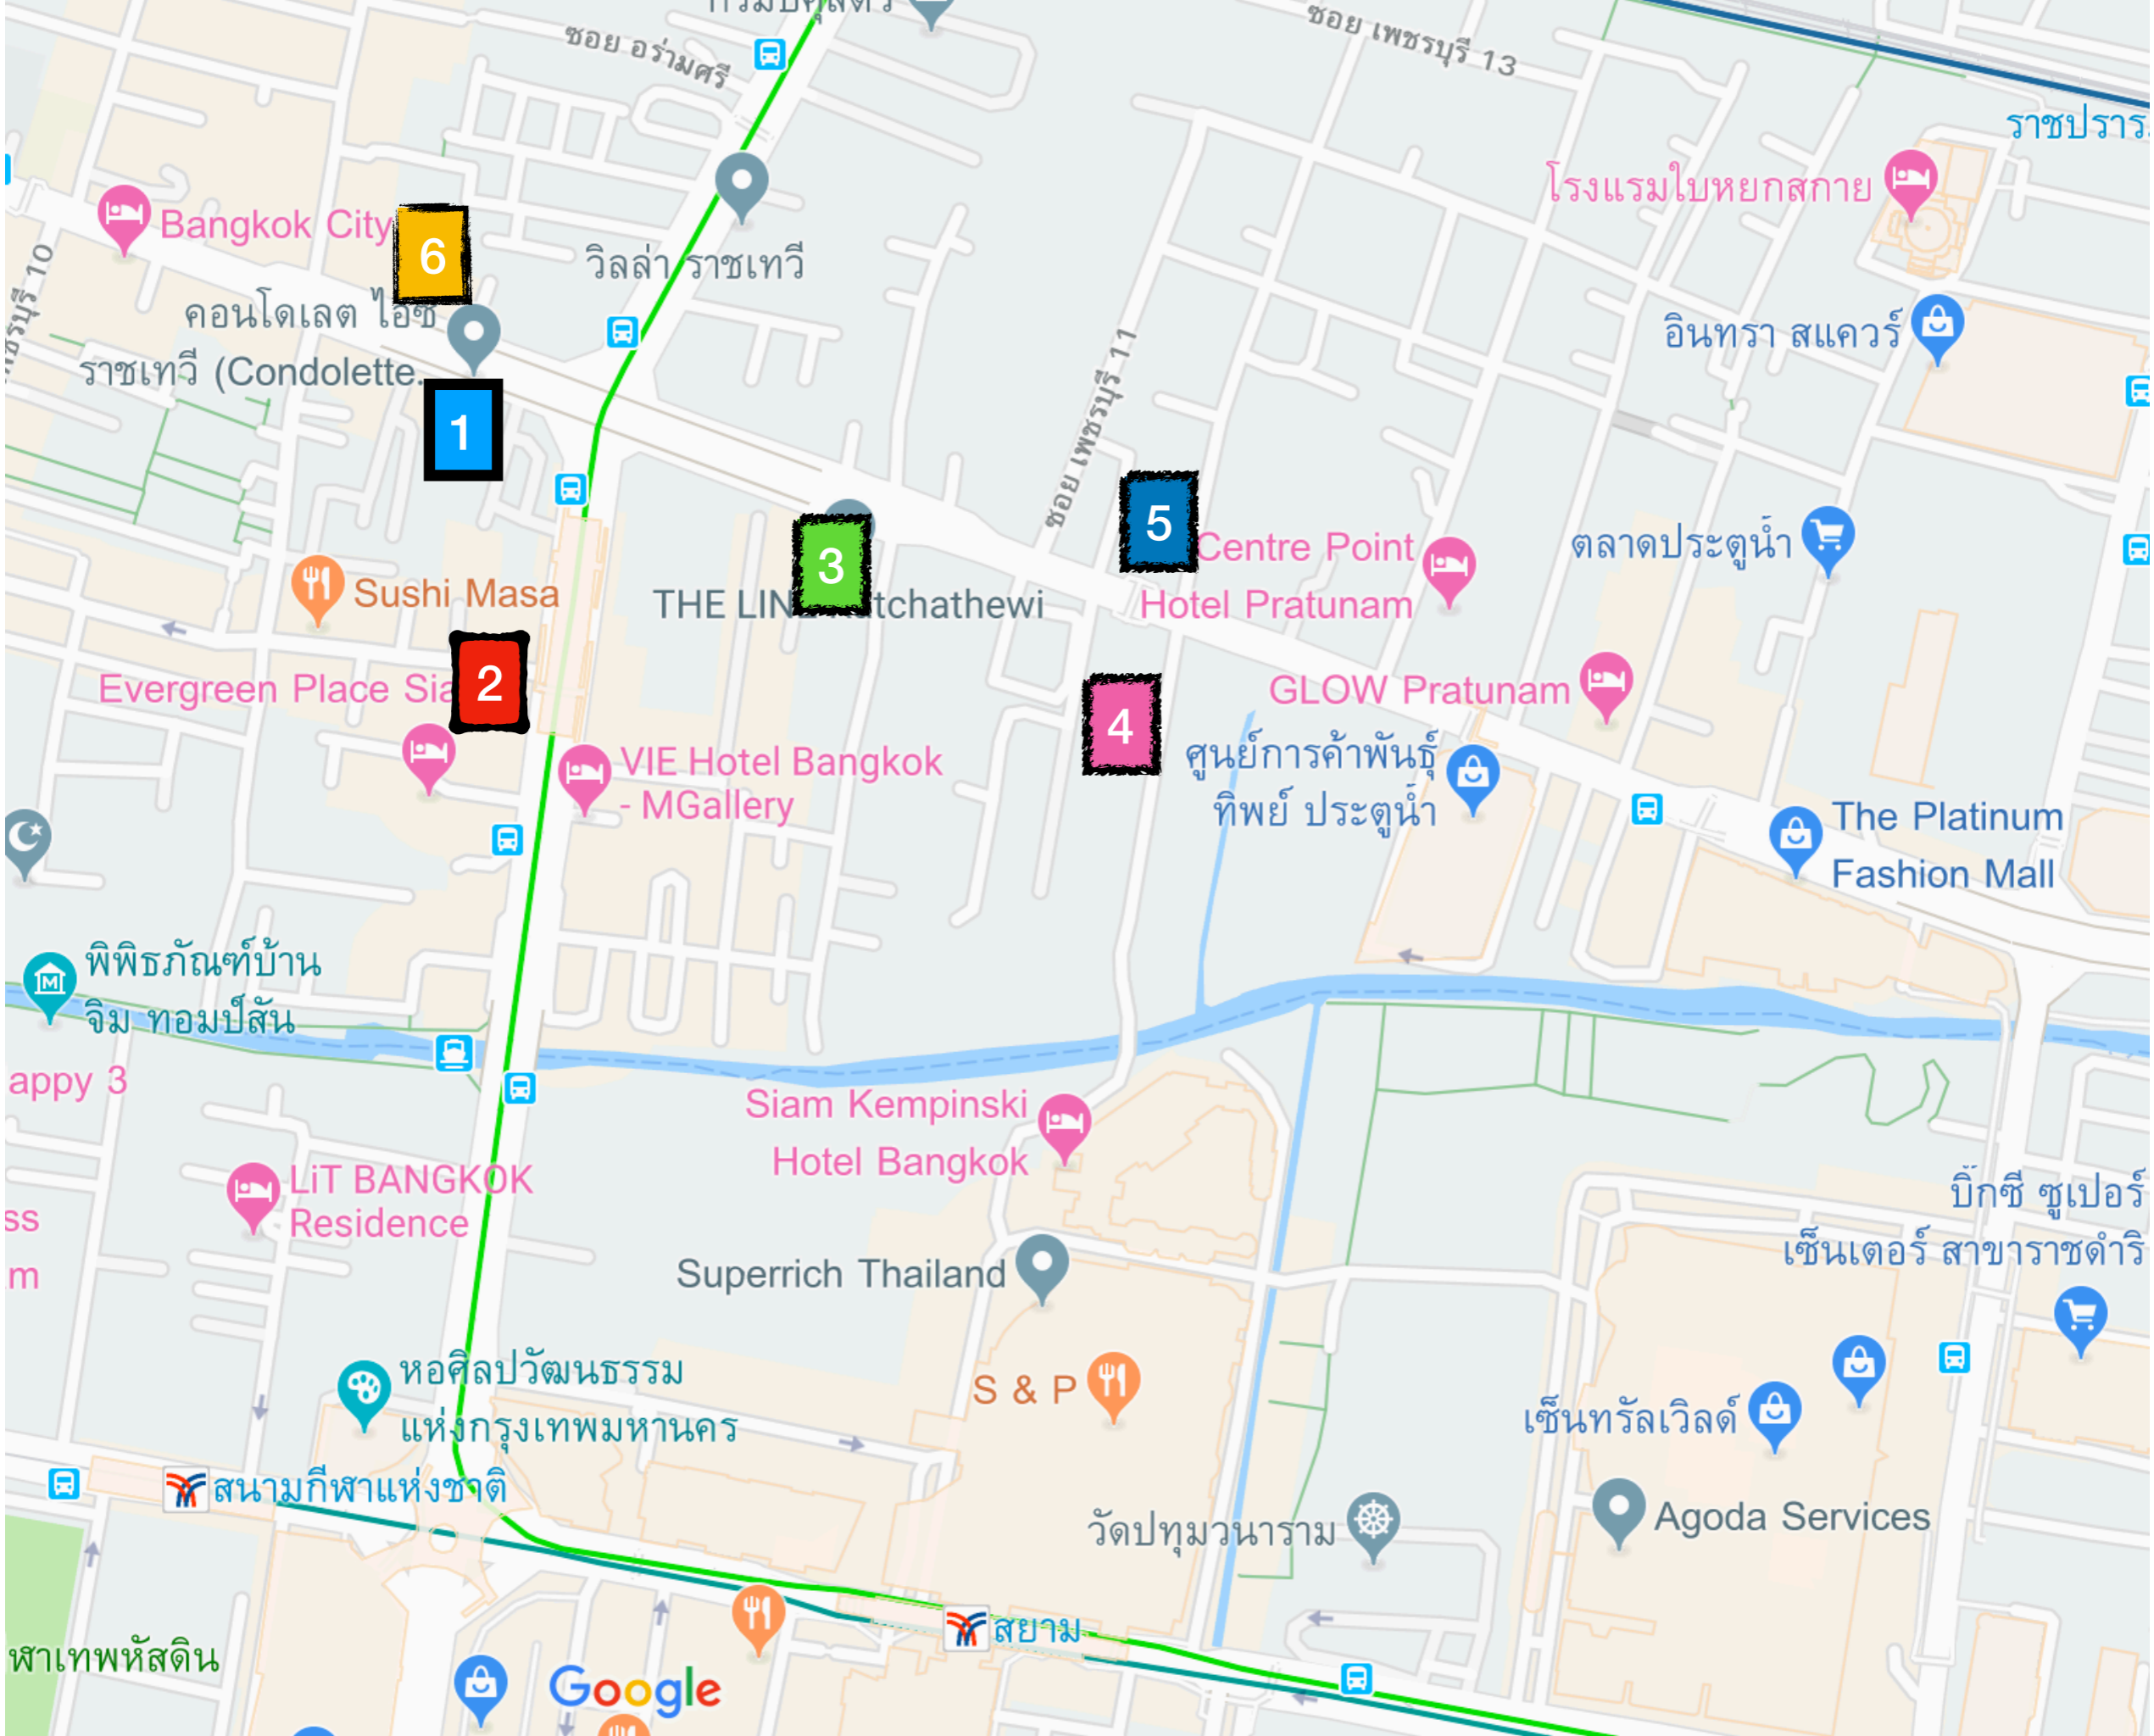 ซอย อร่ามศรี
ซอย เพชรบุรี 13
ราชปราร
โรงแรมใบหยกสกาย
Bangkok City
6
วิลล่า ราชเทวี
10
คอนโดเลต ไอซ์
ราชเทวี (Condolette.
อินทรา สแควร์
1
ซอย เพชรบุรี 11
5
Centre Point
Hotel Pratunam
ตลาดประตูน้ำ
3
Sushi Masa
THE LINE
2
Evergreen Place
4
GLOW Pratunam
VIE Hotel Bangkok
- MGallery
ศูนย์การค้าพันธุ์
ทิพย์ ประตูน้ำ
The Platinum
Fashion Mall
พิพิธภัณฑ์บ้าน
จิม ทอมป์สัน
appy 3
Siam Kempinski
Hotel Bangkok
LiT BANGKOK
Residence
ss
m
บิ๊กซี ซูเปอร์
เซ็นเตอร์ สาขาราชดำริ
Superrich Thailand
หอศิลปวัฒนธรรม
แห่งกรุงเทพมหานคร
S & P
เซ็นทรัลเวิลด์
สนามกีฬาแห่งชาติ
วัดปทุมวนาราม
Agoda Services
สยาม
ฬาเทพหัสดิน
Google